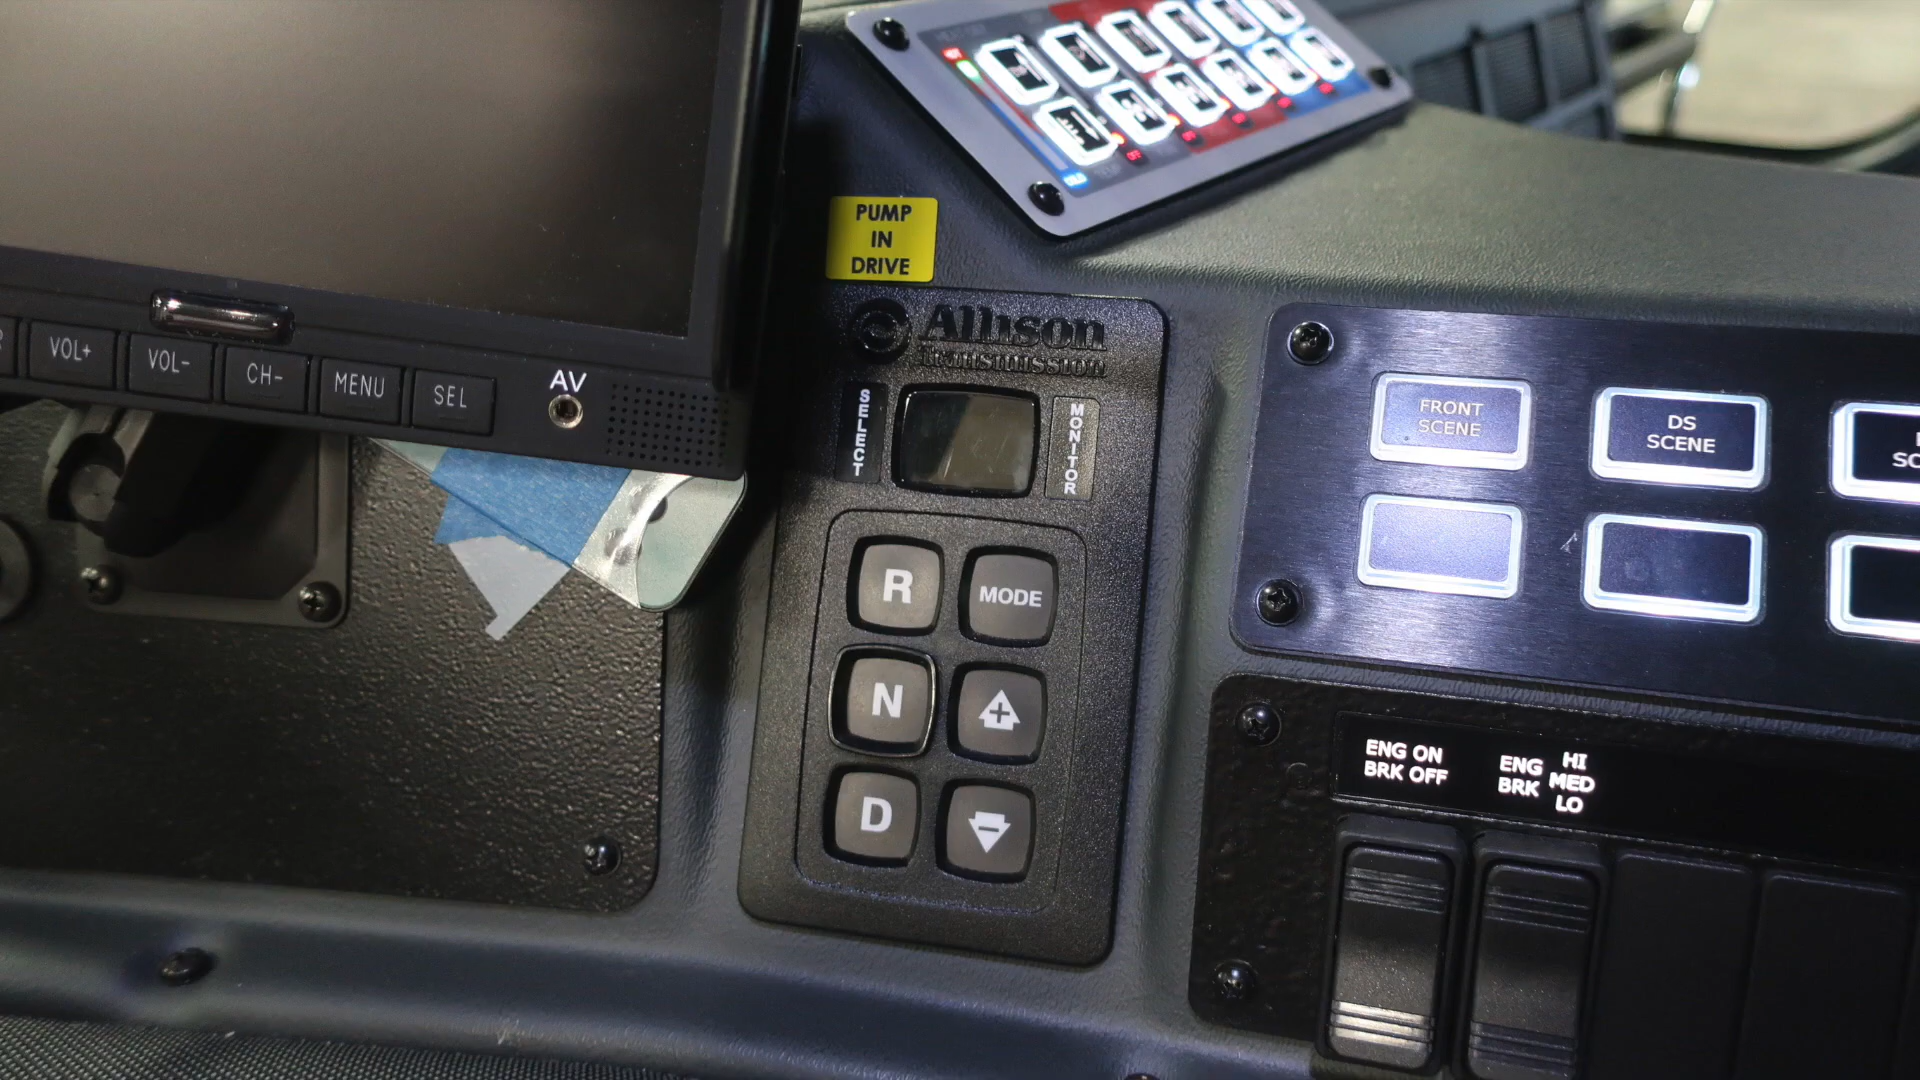 PUMP
IN
DRIVE
Allison
Transmission
VOL+
VOL-
CH-
MENU
SEL
AV
SELECT
MONITOR
R
MODE
N
D
FRONT
SCENE
DS
SCENE
ENG ON
BRK OFF
ENG
BRK
HI
MED
LO